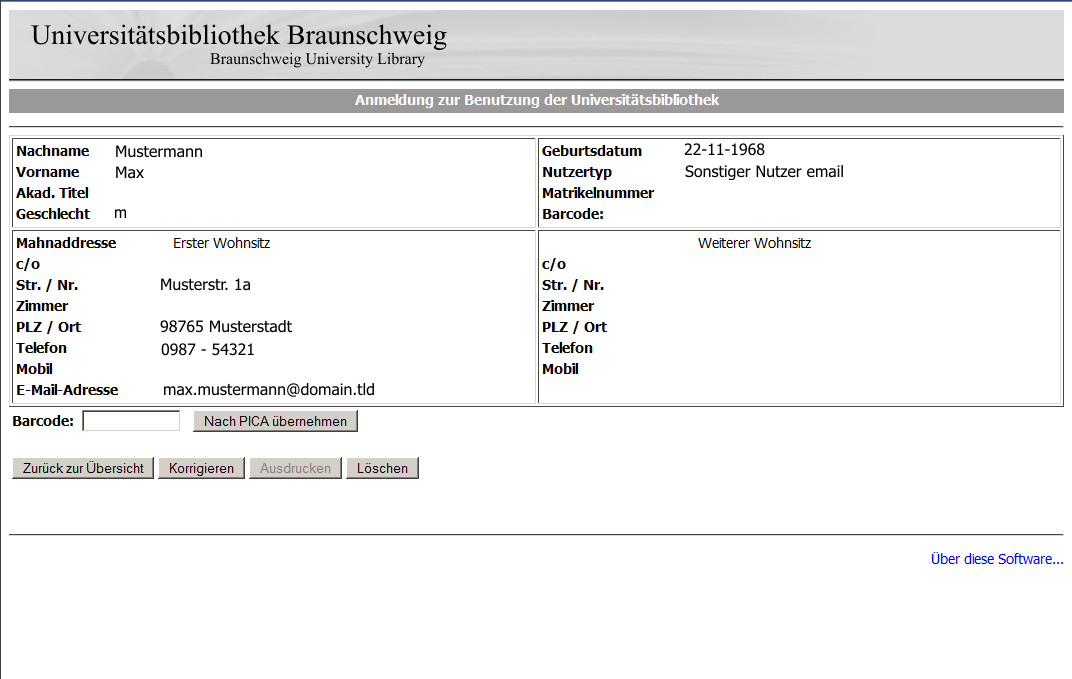 Universitätsbibliothek Braunschweig
Braunschweig University Library
Anmeldung zur Benutzung der Universitätsbibliothek
Nachname Mustermann
Vorname Max
Akad. Titel
Geschlecht m
Geburtsdatum 22-11-1968
Nutzertyp Sonstiger Nutzer email
Matrikelnummer
Barcode:
Mahnaddresse Erster Wohnsitz
c/o
Str. / Nr. Musterstr. 1a
Zimmer
PLZ / Ort 98765 Musterstadt
Telefon 0987 - 54321
Mobil
E-Mail-Adresse max.mustermann@domain.tld
Weiterer Wohnsitz
c/o
Str. / Nr.
Zimmer
PLZ / Ort
Telefon
Mobil
Barcode: Nach PICA übernehmen
Zurück zur Übersicht Korrigieren Ausdrucken Löschen
Über diese Software...